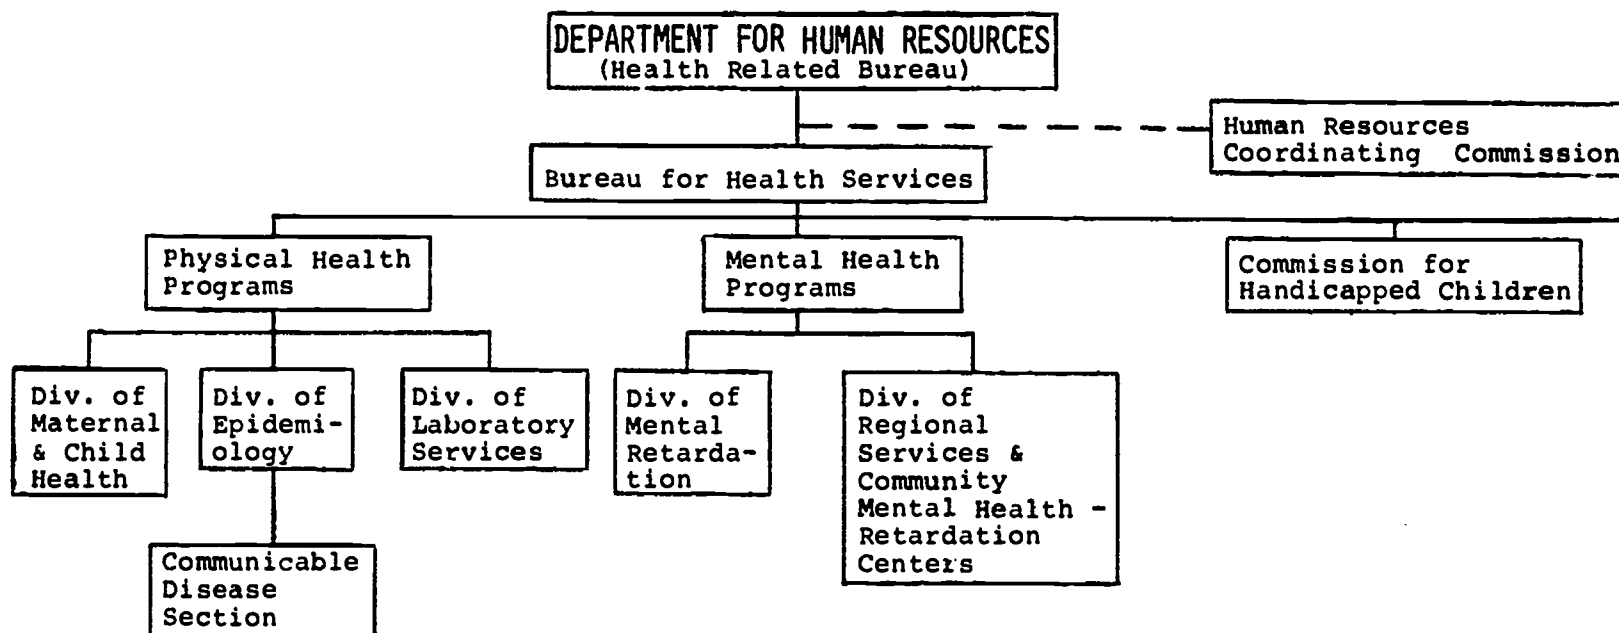 DEPARTMENT FOR HUMAN RESOURCES
(Health Related Bureau)
Human Resources
Coordinating Commission
Bureau for Health Services
Physical Health
Programs
Mental Health
Programs
Commission for
Handicapped Children
Div. of
Maternal
& Child
Health
Div. of
Epidemi-
ology
Div. of
Laboratory
Services
Div. of
Mental
Retarda-
tion
Div. of
Regional
Services &
Community
Mental Health -
Retardation
Centers
Communicable
Disease
Section